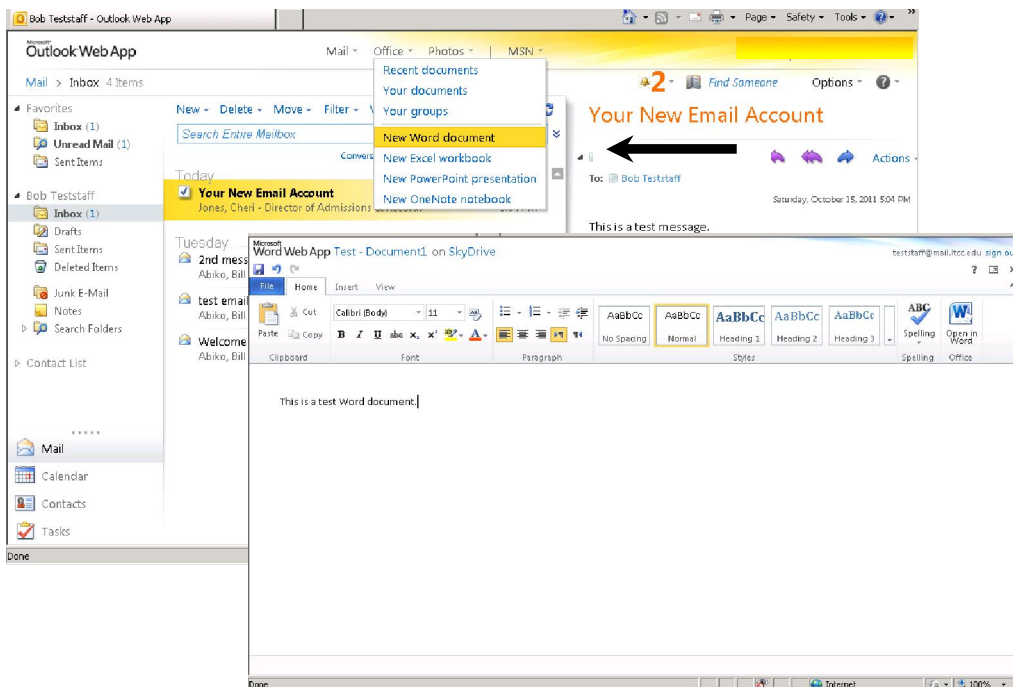 Bob Teststaff - Outlook Web App
Page Safety Tools
Microsoft
Outlook Web App
Mail Office Photos | MSN
Mail > Inbox 4 Items
2 Find Someone Options
Recent documents
Your documents
Your groups
New Word document
New Excel workbook
New PowerPoint presentation
New OneNote notebook
Favorites
Inbox (1)
Unread Mail (1)
Sent Items
Bob Teststaff
Inbox (1)
Drafts
Sent Items
Deleted Items
Junk E-Mail
Notes
Search Folders
Contact List
Mail
Calendar
Contacts
Tasks
Done
New Delete Move Filter
Search Entire Mailbox
Today
Your New Email Account
Jones, Cheri - Director of Admissions
Tuesday
2nd mess
Abiko, Bill
test email
Abiko, Bill
Welcome
Abiko, Bill
Your New Email Account
Actions
To: Bob Teststaff
Saturday, October 15, 2011 5:04 PM
This is a test message.
Microsoft
Word Web App Test - Document1 on SkyDrive
teststaff@mail.ltcc.edu sign ou
File Home Insert View
Paste Cut Copy
Calibri (Body) 11
B I U abc x, x²
AaBbCc AaBbCc AaBbCc AaBbCc AaBbCc
No Spacing Normal Heading 1 Heading 2 Heading 3
ABC
Spelling
Open in Word
Clipboard Font Paragraph Styles Spelling Office
This is a test Word document.
Done Internet 100%